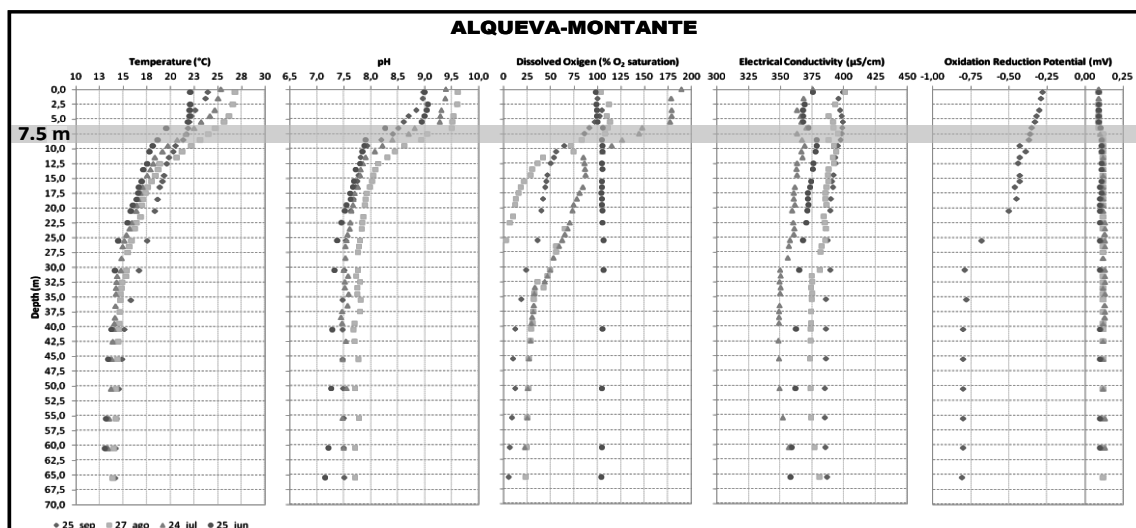 ALQUEVA-MONTANTE
Temperature (°C)
10 13 15 18 20 23 25 28 30
pH
6,5 7,0 7,5 8,0 8,5 9,0 9,5 10,0
Dissolved Oxigen (% O₂ saturation)
0 25 50 75 100 125 150 175 200
Electrical Conductivity (µS/cm)
300 325 350 375 400 425 450
Oxidation Reduction Potential (mV)
-1,00 -0,75 -0,50 -0,25 0,00 0,25
Depth(m)
0,0
2,5
5,0
7.5 m
10,0
12,5
15,0
17,5
20,0
22,5
25,0
27,5
30,0
32,5
35,0
37,5
40,0
42,5
45,0
47,5
50,0
52,5
55,0
57,5
60,0
62,5
65,0
67,5
70,0
25 sep 27 ago 24 jul 25 jun